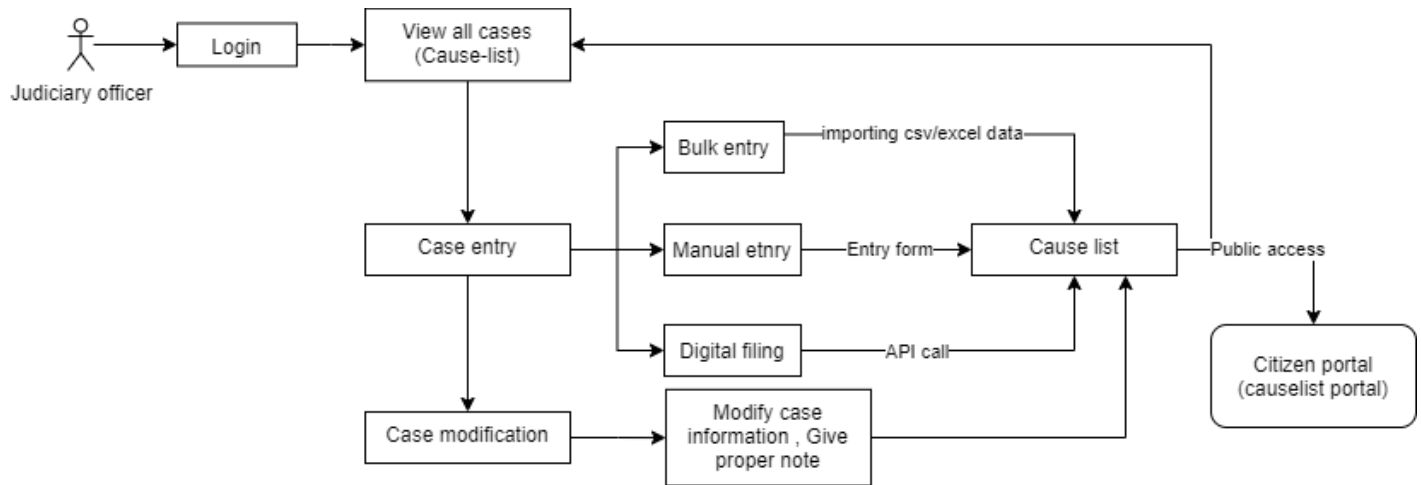 Login
View all cases
(Cause-list)
Judiciary officer
Bulk entry
importing csv/excel data
Case entry
Manual etnry
Entry form
Cause list
Public access
Digital filing
API call
Citizen portal
(causelist portal)
Case modification
Modify case
information , Give
proper note